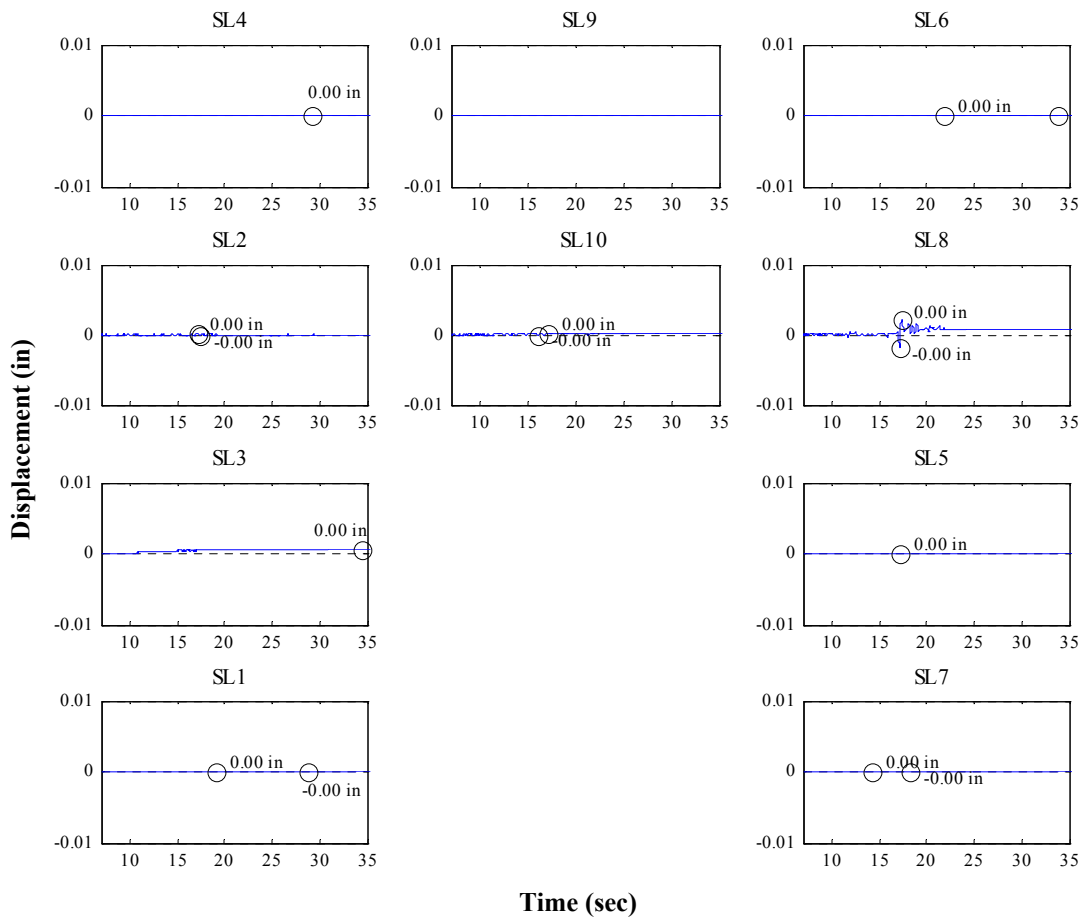 SL4 SL9 SL6
0.01 0.01 0.01
0.00 in
0 0 0.00 in 0
-0.01 -0.01 -0.01
10 15 20 25 30 35 10 15 20 25 30 35 10 15 20 25 30 35
SL2 SL10 SL8
0.01 0.01 0.01
0.00 in 0.00 in 0.00 in
0 0 0
-0.00 in -0.00 in -0.00 in
-0.01 -0.01 -0.01
10 15 20 25 30 35 10 15 20 25 30 35 10 15 20 25 30 35
Displacement (in)
SL3 SL5
0.01 0.01
0.00 in 0.00 in
0 0
-0.01 -0.01
10 15 20 25 30 35 10 15 20 25 30 35
SL1 SL7
0.01 0.01
0.00 in 0.00 in
0 0
-0.00 in -0.00 in
-0.01 -0.01
10 15 20 25 30 35 10 15 20 25 30 35
Time (sec)